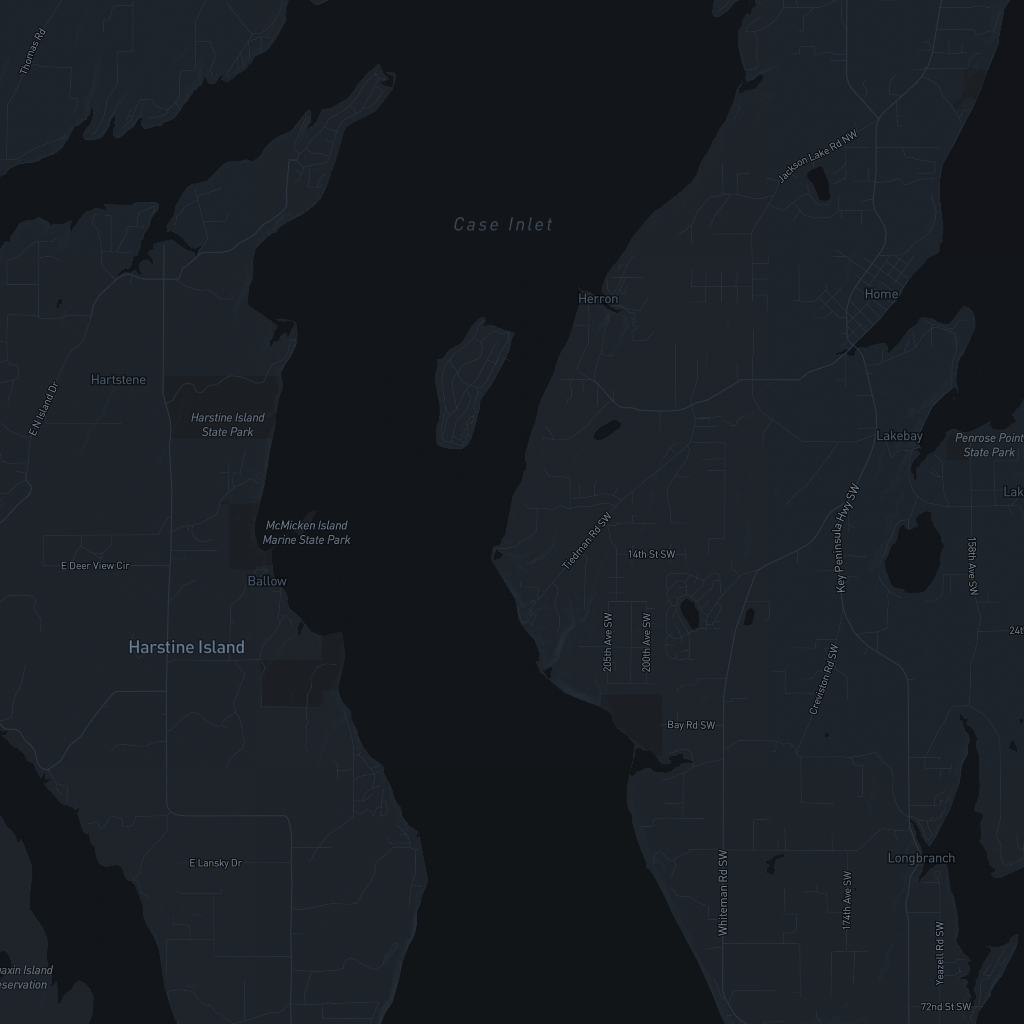 Thomas Rd
Jackson Lake Rd NW
Case Inlet
Herron
Home
Hartstene
E N Island Dr
Harstine Island
State Park
Lakebay
Penrose Point
State Park
Lak
Key Peninsula Hwy SW
McMicken Island
Marine State Park
Tiedman Rd SW
14th St SW
158th Ave SW
E Deer View Cir
Ballow
205th Ave SW
200th Ave SW
24t
Harstine Island
Creviston Rd SW
Bay Rd SW
E Lansky Dr
Whiteman Rd SW
174th Ave SW
Longbranch
Yeazell Rd SW
axin Island
eservation
72nd St SW